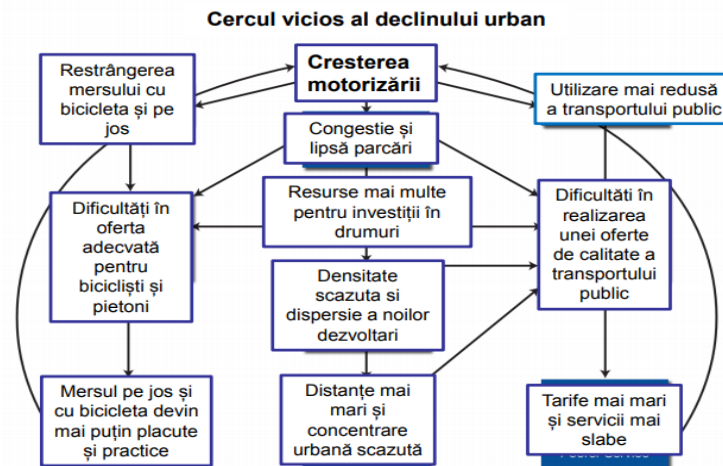 Cercul vicios al declinului urban
Restrângerea
mersului cu
bicicleta și pe
jos
Cresterea
motorizării
Utilizare mai redusă
a transportului public
Congestie și
lipsă parcări
Resurse mai multe
pentru investiții în
drumuri
Dificultăți în
oferta
adecvată
pentru
bicicliști și
pietoni
Dificultăti în
realizarea
unei oferte
de calitate a
transportului
public
Densitate
scazuta si
dispersie a noilor
dezvoltari
Mersul pe jos și
cu bicicleta devin
mai puțin placute
și practice
Distanțe mai
mari și
concentrare
urbană scazută
Tarife mai mari
și servicii mai
slabe